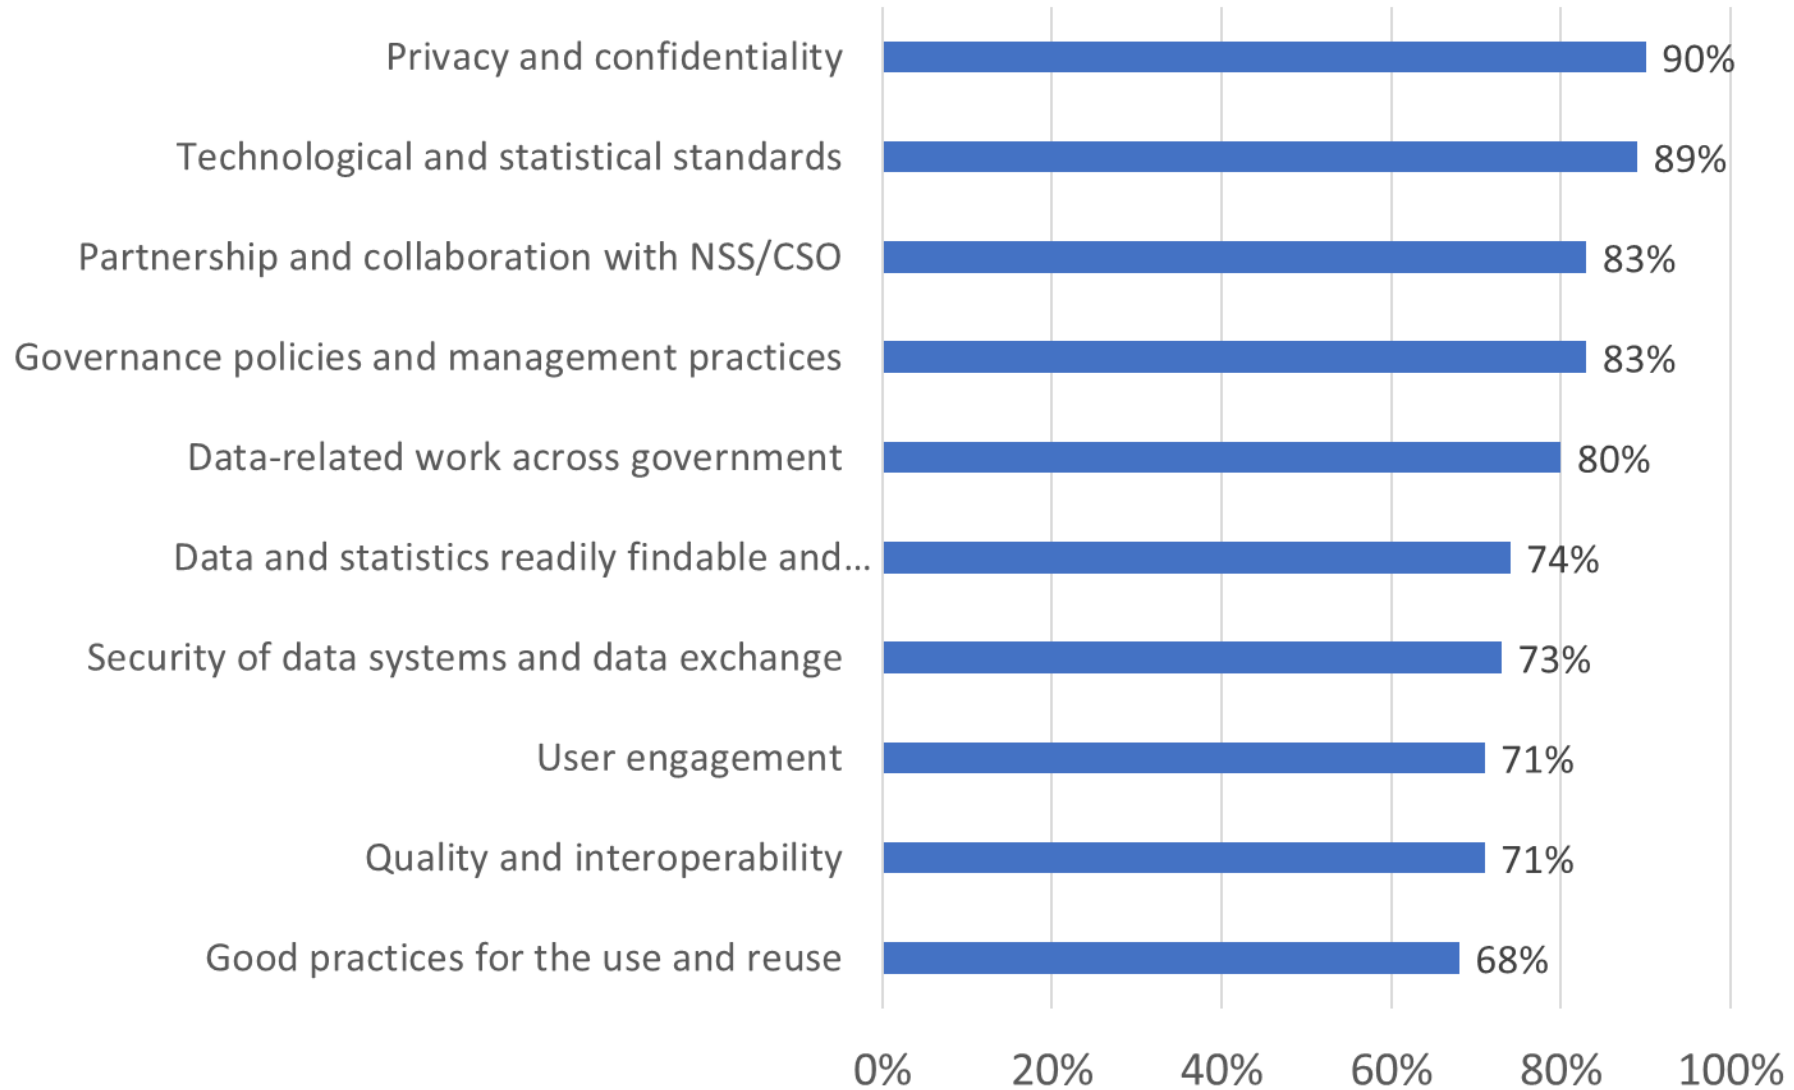 Privacy and confidentiality 90%
Technological and statistical standards 89%
Partnership and collaboration with NSS/CSO 83%
Governance policies and management practices 83%
Data-related work across government 80%
Data and statistics readily findable and... 74%
Security of data systems and data exchange 73%
User engagement 71%
Quality and interoperability 71%
Good practices for the use and reuse 68%
0% 20% 40% 60% 80% 100%